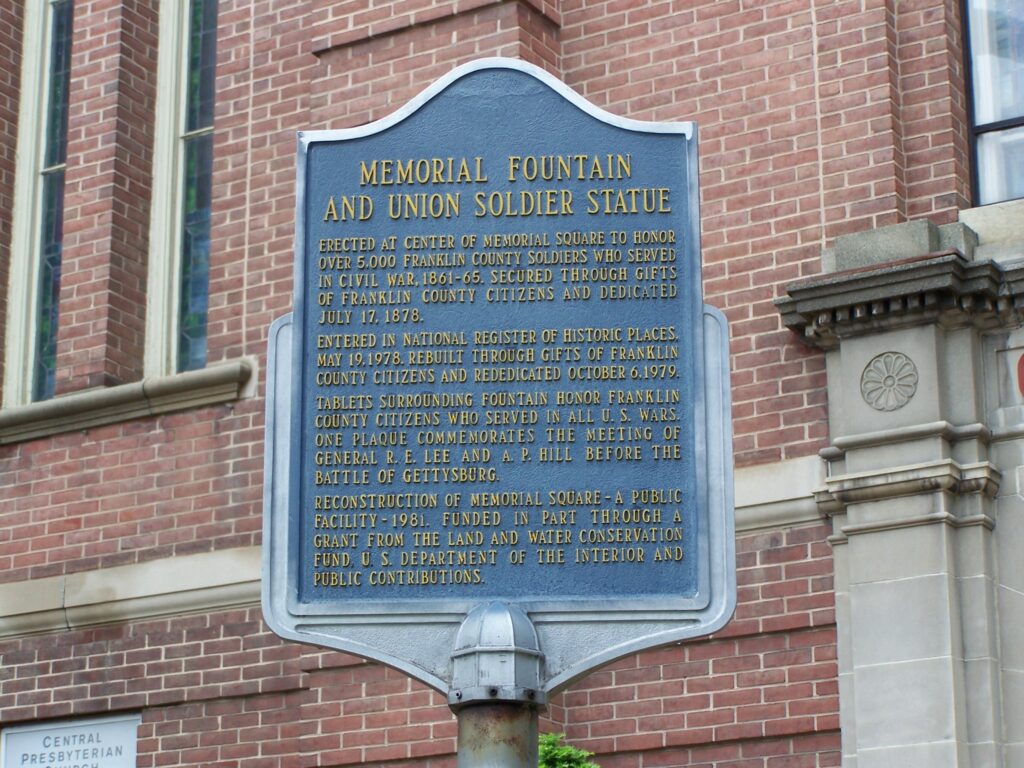 MEMORIAL FOUNTAIN
AND UNION SOLDIER STATUE
ERECTED AT CENTER OF MEMORIAL SQUARE TO HONOR
OVER 5,000 FRANKLIN COUNTY SOLDIERS WHO SERVED
IN CIVIL WAR, 1861-65. SECURED THROUGH GIFTS
OF FRANKLIN COUNTY CITIZENS AND DEDICATED
JULY 17, 1878.
ENTERED IN NATIONAL REGISTER OF HISTORIC PLACES.
MAY 19, 1978. REBUILT THROUGH GIFTS OF FRANKLIN
COUNTY CITIZENS AND REDEDICATED OCTOBER 6, 1979.
TABLETS SURROUNDING FOUNTAIN HONOR FRANKLIN
COUNTY CITIZENS WHO SERVED IN ALL U. S. WARS.
ONE PLAQUE COMMEMORATES THE MEETING OF
GENERAL R. E. LEE AND A. P. HILL BEFORE THE
BATTLE OF GETTYSBURG.
RECONSTRUCTION OF MEMORIAL SQUARE - A PUBLIC
FACILITY - 1981. FUNDED IN PART THROUGH A
GRANT FROM THE LAND AND WATER CONSERVATION
FUND, U. S. DEPARTMENT OF THE INTERIOR AND
PUBLIC CONTRIBUTIONS.
CENTRAL
PRESBYTERIAN
CHURCH